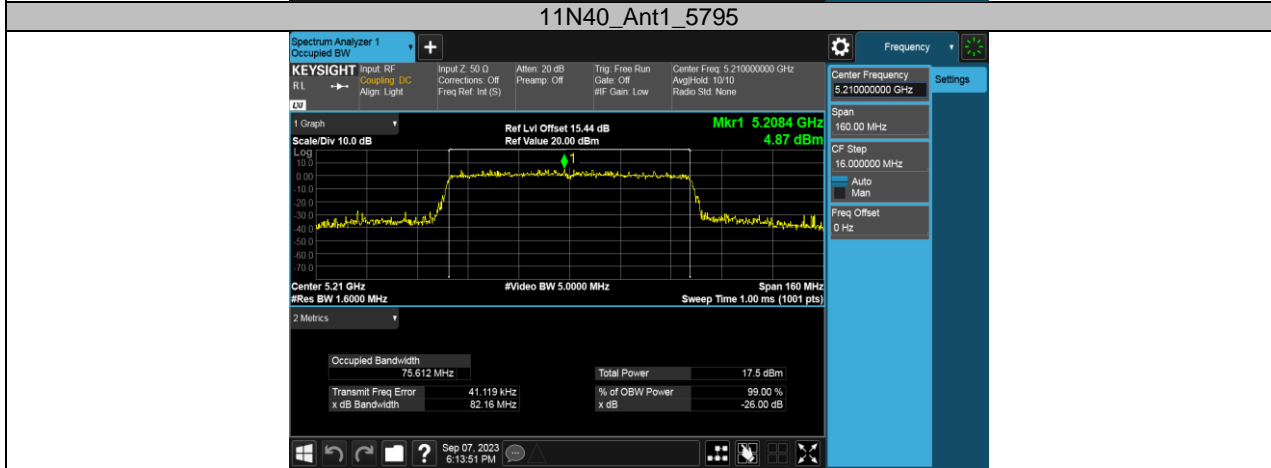 11N40_Ant1_5795
Spectrum Analyzer 1
Occupied BW
+
Frequency
KEYSIGHT
RL
LXI
Input: RF
Coupling: DC
Align: Light
Input Z: 50 Ω
Corrections: Off
Freq Ref: Int (S)
Atten: 20 dB
Preamp: Off
Trig: Free Run
Gate: Off
#IF Gain: Low
Center Freq: 5.210000000 GHz
Avg|Hold: 10/10
Radio Std: None
Center Frequency
5.210000000 GHz
Settings
Span
160.00 MHz
CF Step
16.000000 MHz
Auto
Man
Freq Offset
0 Hz
1 Graph
Scale/Div 10.0 dB
Ref Lvl Offset 15.44 dB
Ref Value 20.00 dBm
Mkr1 5.2084 GHz
4.87 dBm
Log
10.0
0.00
-10.0
-20.0
-30.0
-40.0
-50.0
-60.0
-70.0
1
Center 5.21 GHz
#Res BW 1.6000 MHz
#Video BW 5.0000 MHz
Span 160 MHz
Sweep Time 1.00 ms (1001 pts)
2 Metrics
Occupied Bandwidth
75.612 MHz
Total Power 17.5 dBm
Transmit Freq Error 41.119 kHz
% of OBW Power 99.00 %
x dB Bandwidth 82.16 MHz
x dB -26.00 dB
?
Sep 07, 2023
6:13:51 PM